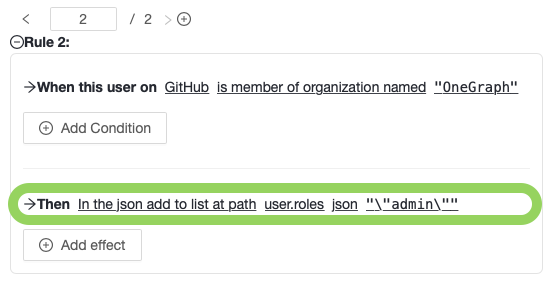 2 / 2
Rule 2:
When this user on GitHub is member of organization named "OneGraph"
Add Condition
Then In the json add to list at path user.roles json "\"admin\""
Add effect